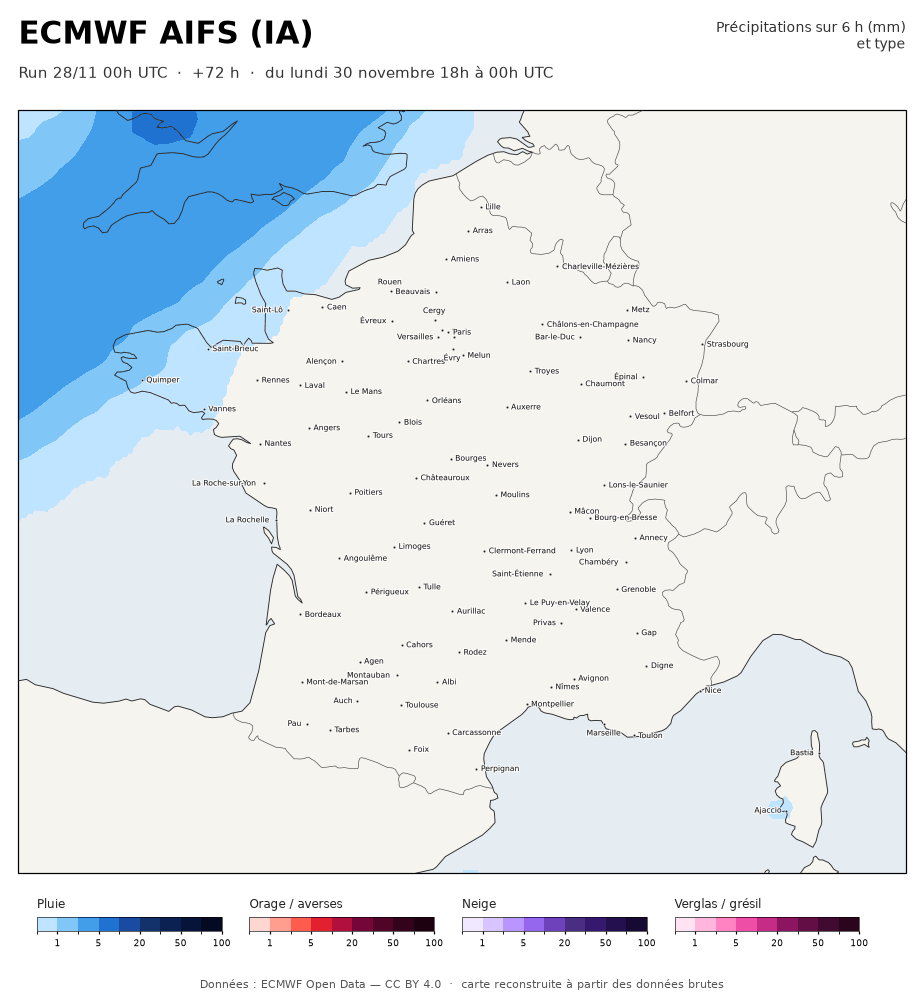 ECMWF AIFS (IA)
Précipitations sur 6 h (mm)
et type
Run 28/11 00h UTC · +72 h · du lundi 30 novembre 18h à 00h UTC
Lille
Arras
Amiens
Charleville-Mézières
Rouen
Laon
Beauvais
Saint-Lô
Caen
Cergy
Metz
Évreux
Châlons-en-Champagne
Paris
Versailles
Bar-le-Duc
Nancy
Strasbourg
Saint-Brieuc
Alençon
Chartres
Évry
Melun
Quimper
Rennes
Laval
Le Mans
Troyes
Chaumont
Épinal
Colmar
Orléans
Vannes
Auxerre
Vesoul
Belfort
Angers
Blois
Tours
Nantes
Dijon
Besançon
Bourges
Nevers
Châteauroux
La Roche-sur-Yon
Lons-le-Saunier
Poitiers
Moulins
Niort
Mâcon
Bourg-en-Bresse
La Rochelle
Guéret
Annecy
Limoges
Clermont-Ferrand
Lyon
Angoulême
Chambéry
Saint-Étienne
Périgueux
Tulle
Grenoble
Le Puy-en-Velay
Valence
Bordeaux
Aurillac
Privas
Gap
Cahors
Mende
Rodez
Agen
Digne
Montauban
Mont-de-Marsan
Albi
Avignon
Nîmes
Nice
Auch
Toulouse
Montpellier
Pau
Tarbes
Carcassonne
Marseille
Toulon
Foix
Bastia
Perpignan
Ajaccio
Pluie
Orage / averses
Neige
Verglas / grésil
1 5 20 50 100
1 5 20 50 100
1 5 20 50 100
1 5 20 50 100
Données : ECMWF Open Data — CC BY 4.0 · carte reconstruite à partir des données brutes